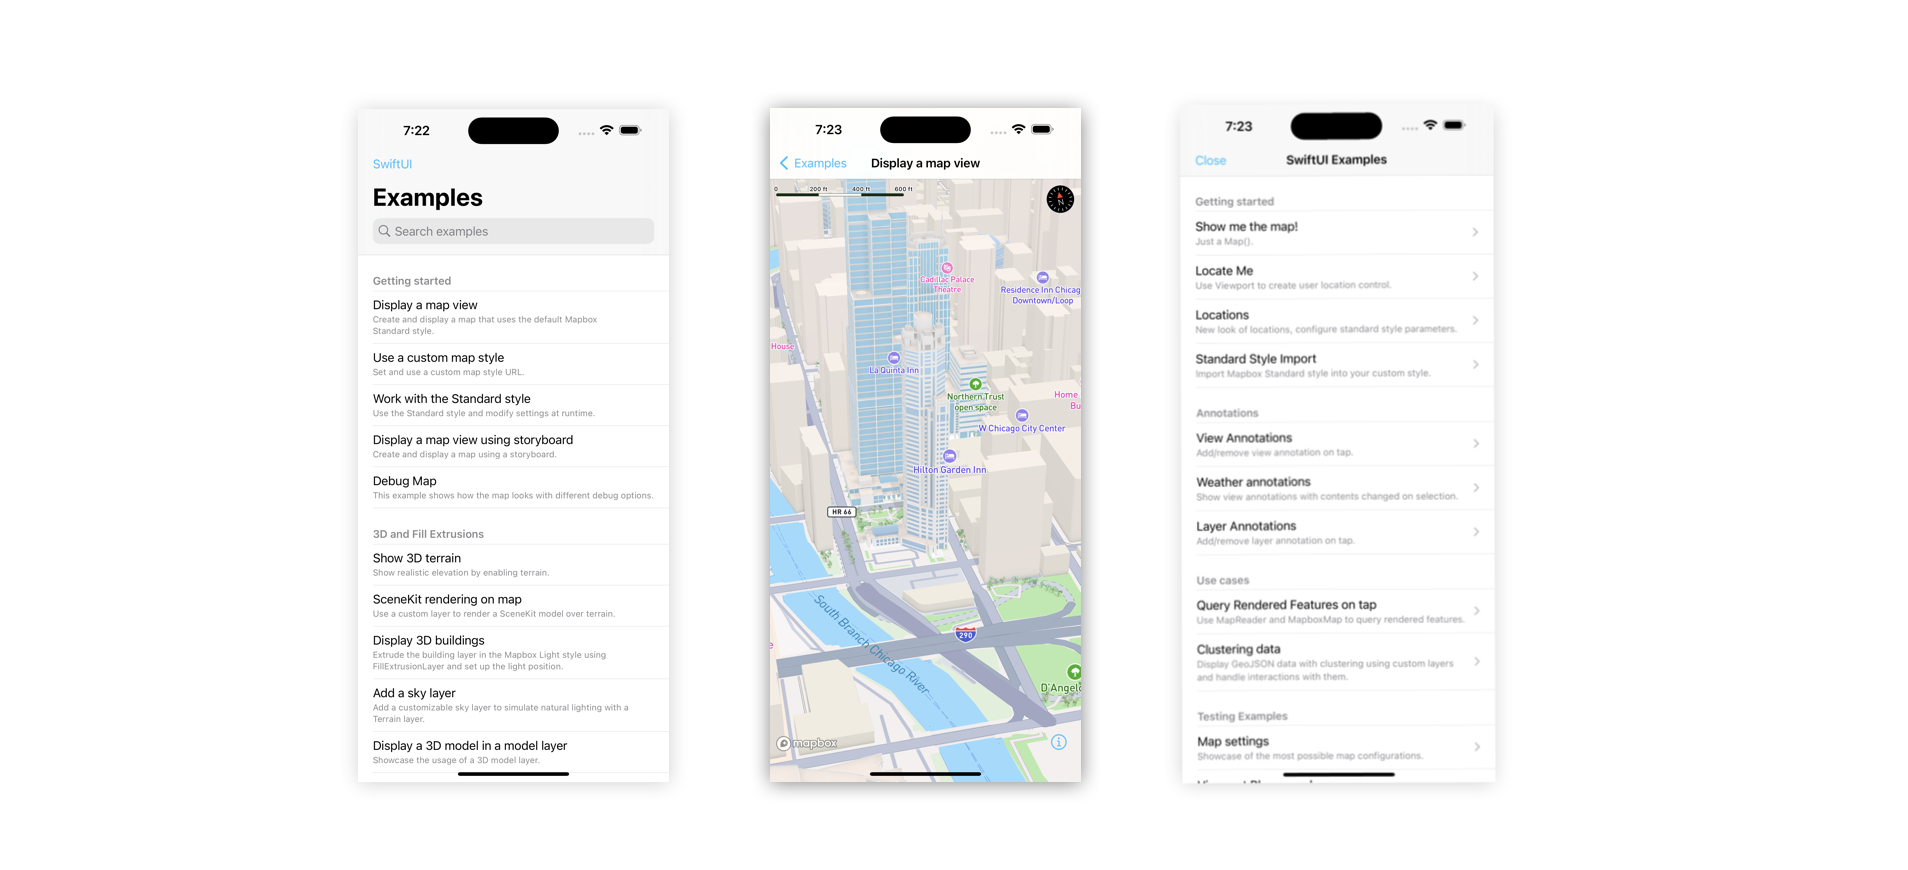 7:22
SwiftUI
Examples
Search examples
Getting started
Display a map view
Create and display a map that uses the default Mapbox
Standard style.
Use a custom map style
Set and use a custom map style URL.
Work with the Standard style
Use the Standard style and modify settings at runtime.
Display a map view using storyboard
Create and display a map using a storyboard.
Debug Map
This example shows how the map looks with different debug options.
3D and Fill Extrusions
Show 3D terrain
Show realistic elevation by enabling terrain.
SceneKit rendering on map
Use a custom layer to render a SceneKit model over terrain.
Display 3D buildings
Extrude the building layer in the Mapbox Light style using
FillExtrusionLayer and set up the light position.
Add a sky layer
Add a customizable sky layer to simulate natural lighting with a
Terrain layer.
Display a 3D model in a model layer
Showcase the usage of a 3D model layer.
7:23
Examples
Display a map view
0 200 ft 400 ft 600 ft
N
Cadillac Palace
Theatre
Residence Inn Chicag
Downtown/Loop
House
La Quinta Inn
Northern Trust
open space
Home
Bu
W Chicago City Center
Hilton Garden Inn
HR 66
South Branch Chicago River
290
e
D'Angelo
mapbox
7:23
Close
SwiftUI Examples
Getting started
Show me the map!
Just a Map().
Locate Me
Use Viewport to create user location control.
Locations
New look of locations, configure standard style parameters.
Standard Style Import
Import Mapbox Standard style into your custom style.
Annotations
View Annotations
Add/remove view annotation on tap.
Weather annotations
Show view annotations with contents changed on selection.
Layer Annotations
Add/remove layer annotation on tap.
Use cases
Query Rendered Features on tap
Use MapReader and MapboxMap to query rendered features.
Clustering data
Display GeoJSON data with clustering using custom layers
and handle interactions with them.
Testing Examples
Map settings
Showcase of the most possible map configurations.